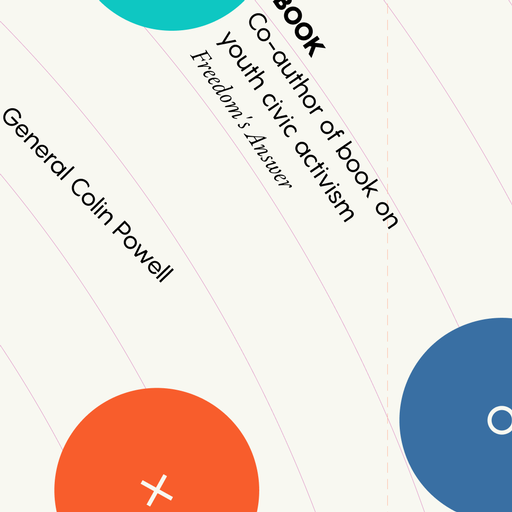 BOOK
Co-author of book on
youth civic activism
Freedom's Answer
General Colin Powell